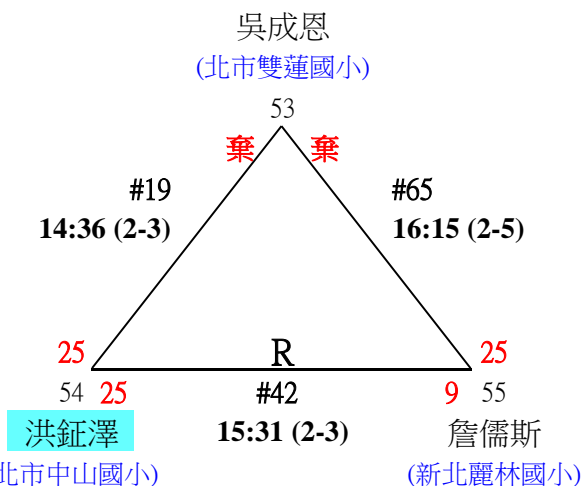 吳成恩
(北市雙蓮國小)
53
棄 棄
#19 #65
14:36 (2-3) 16:15 (2-5)
25 R 25
54 25 #42 9 55
洪鉦澤 15:31 (2-3) 詹儒斯
北市中山國小) (新北麗林國小)